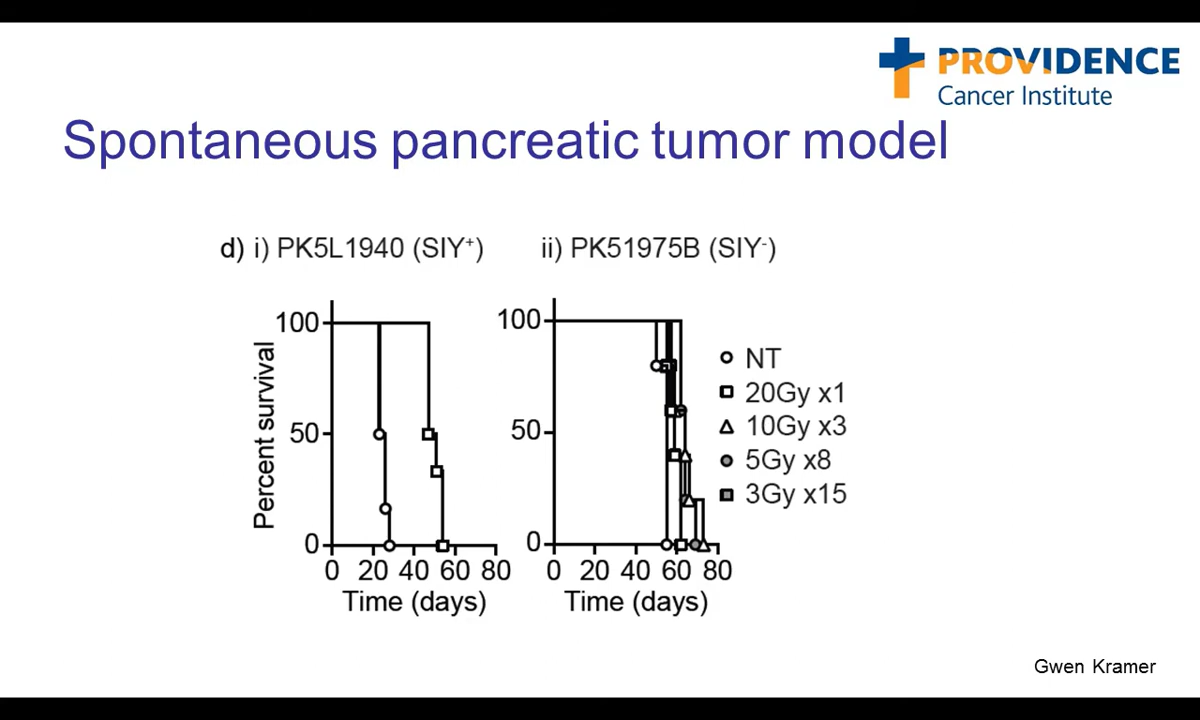 PROVIDENCE
Cancer Institute
Spontaneous pancreatic tumor model
d) i) PK5L1940 (SIY⁺)
ii) PK51975B (SIY⁻)
Percent survival
100
50
0
0 20 40 60 80
Time (days)
100
50
0
0 20 40 60 80
Time (days)
NT
20Gy x1
10Gy x3
5Gy x8
3Gy x15
Gwen Kramer